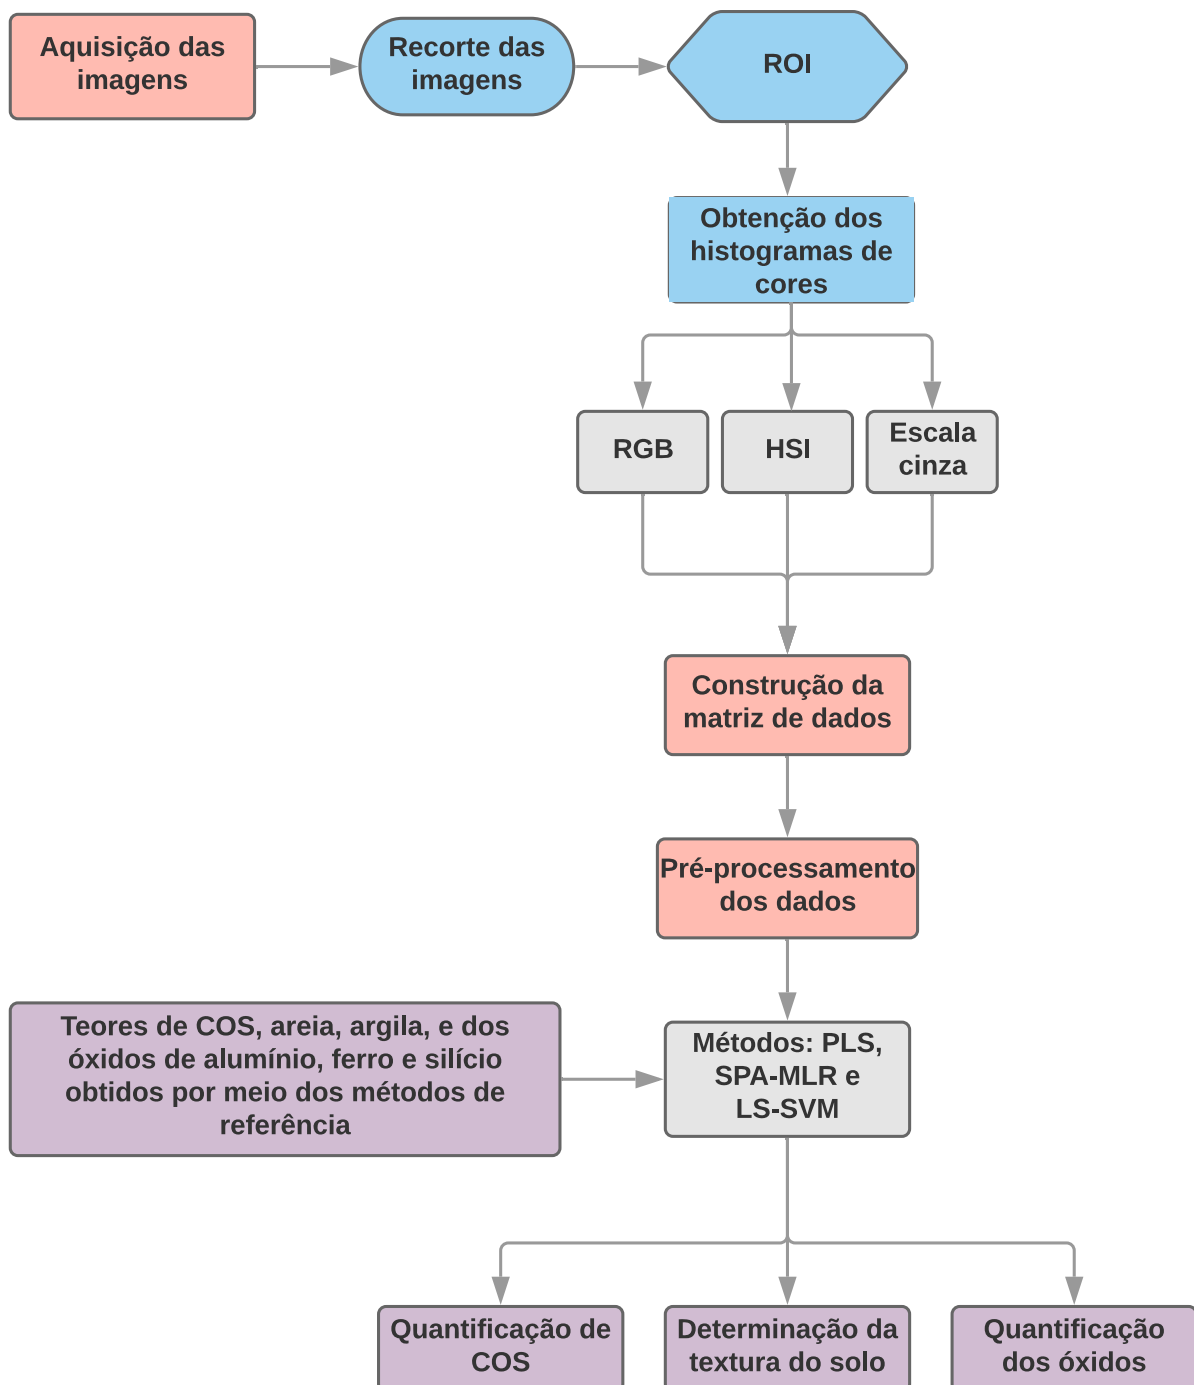 Aquisição das
imagens
Recorte das
imagens
ROI
Obtenção dos
histogramas de
cores
RGB
HSI
Escala
cinza
Construção da
matriz de dados
Pré-processamento
dos dados
Teores de COS, areia, argila, e dos
óxidos de alumínio, ferro e silício
obtidos por meio dos métodos de
referência
Métodos: PLS,
SPA-MLR e
LS-SVM
Quantificação de
COS
Determinação da
textura do solo
Quantificação
dos óxidos